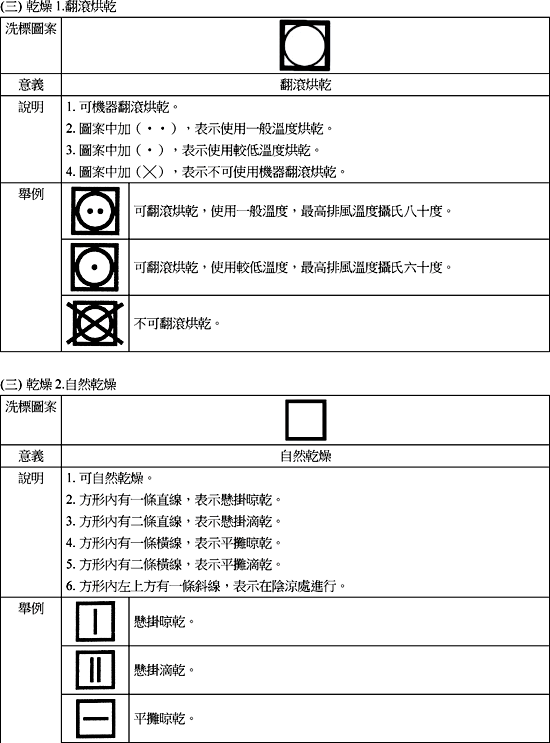 (三) 乾燥 1.翻滾烘乾
洗標圖案
意義
翻滾烘乾
說明
1. 可機器翻滾烘乾。
2. 圖案中加（‧‧），表示使用一般溫度烘乾。
3. 圖案中加（‧），表示使用較低溫度烘乾。
4. 圖案中加（╳），表示不可使用機器翻滾烘乾。
舉例
可翻滾烘乾，使用一般溫度，最高排風溫度攝氏八十度。
可翻滾烘乾，使用較低溫度，最高排風溫度攝氏六十度。
不可翻滾烘乾。
(三) 乾燥 2.自然乾燥
洗標圖案
意義
自然乾燥
說明
1. 可自然乾燥。
2. 方形內有一條直線，表示懸掛晾乾。
3. 方形內有二條直線，表示懸掛滴乾。
4. 方形內有一條橫線，表示平攤晾乾。
5. 方形內有二條橫線，表示平攤滴乾。
6. 方形內左上方有一條斜線，表示在陰涼處進行。
舉例
懸掛晾乾。
懸掛滴乾。
平攤晾乾。